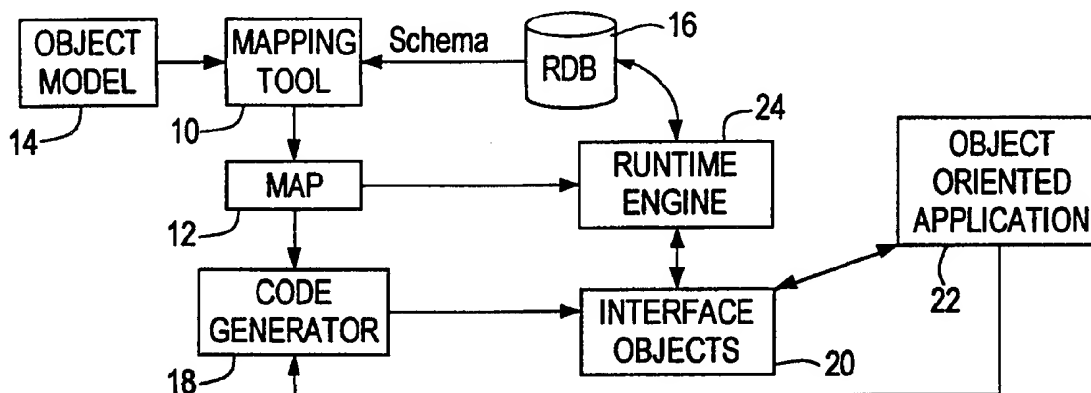 OBJECT
MODEL
14
MAPPING
TOOL
10
Schema
RDB
16
24
RUNTIME
ENGINE
OBJECT
ORIENTED
APPLICATION
22
MAP
12
CODE
GENERATOR
18
INTERFACE
OBJECTS
20